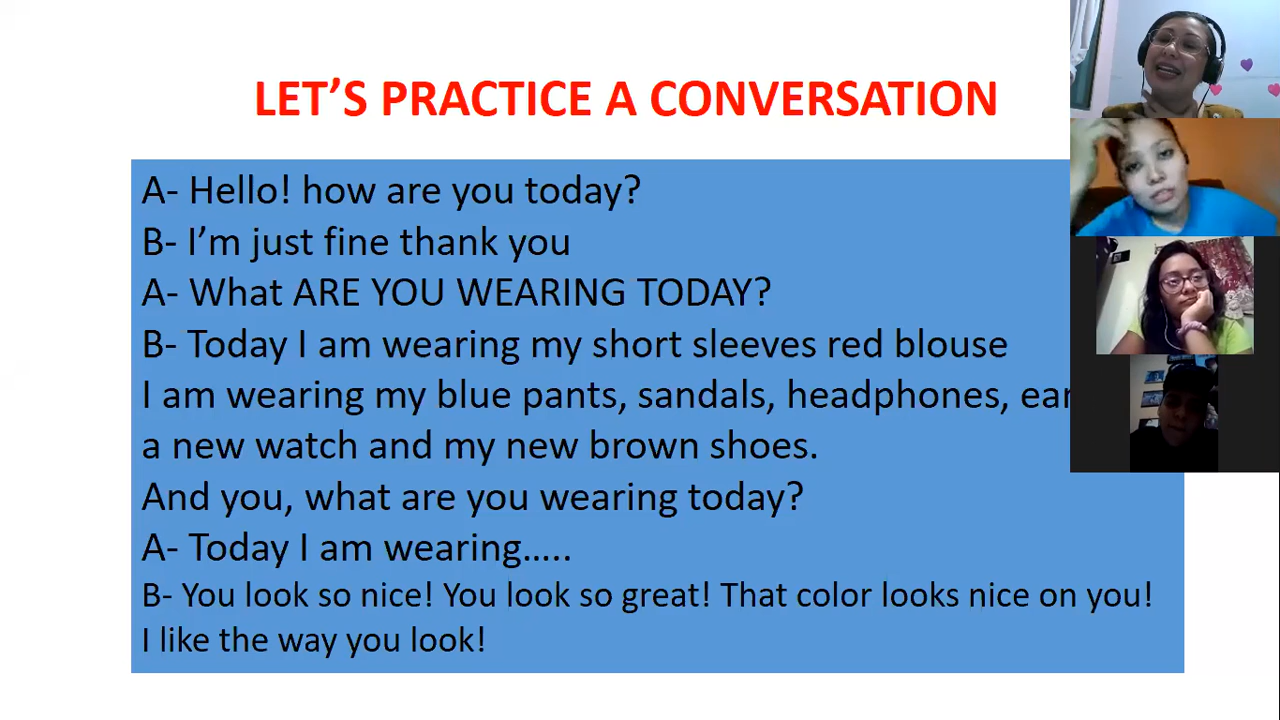 LET’S PRACTICE A CONVERSATION
A- Hello! how are you today?
B- I’m just fine thank you
A- What ARE YOU WEARING TODAY?
B- Today I am wearing my short sleeves red blouse
I am wearing my blue pants, sandals, headphones,
a new watch and my new brown shoes.
And you, what are you wearing today?
A- Today I am wearing…..
B- You look so nice! You look so great! That color looks nice on you!
I like the way you look!